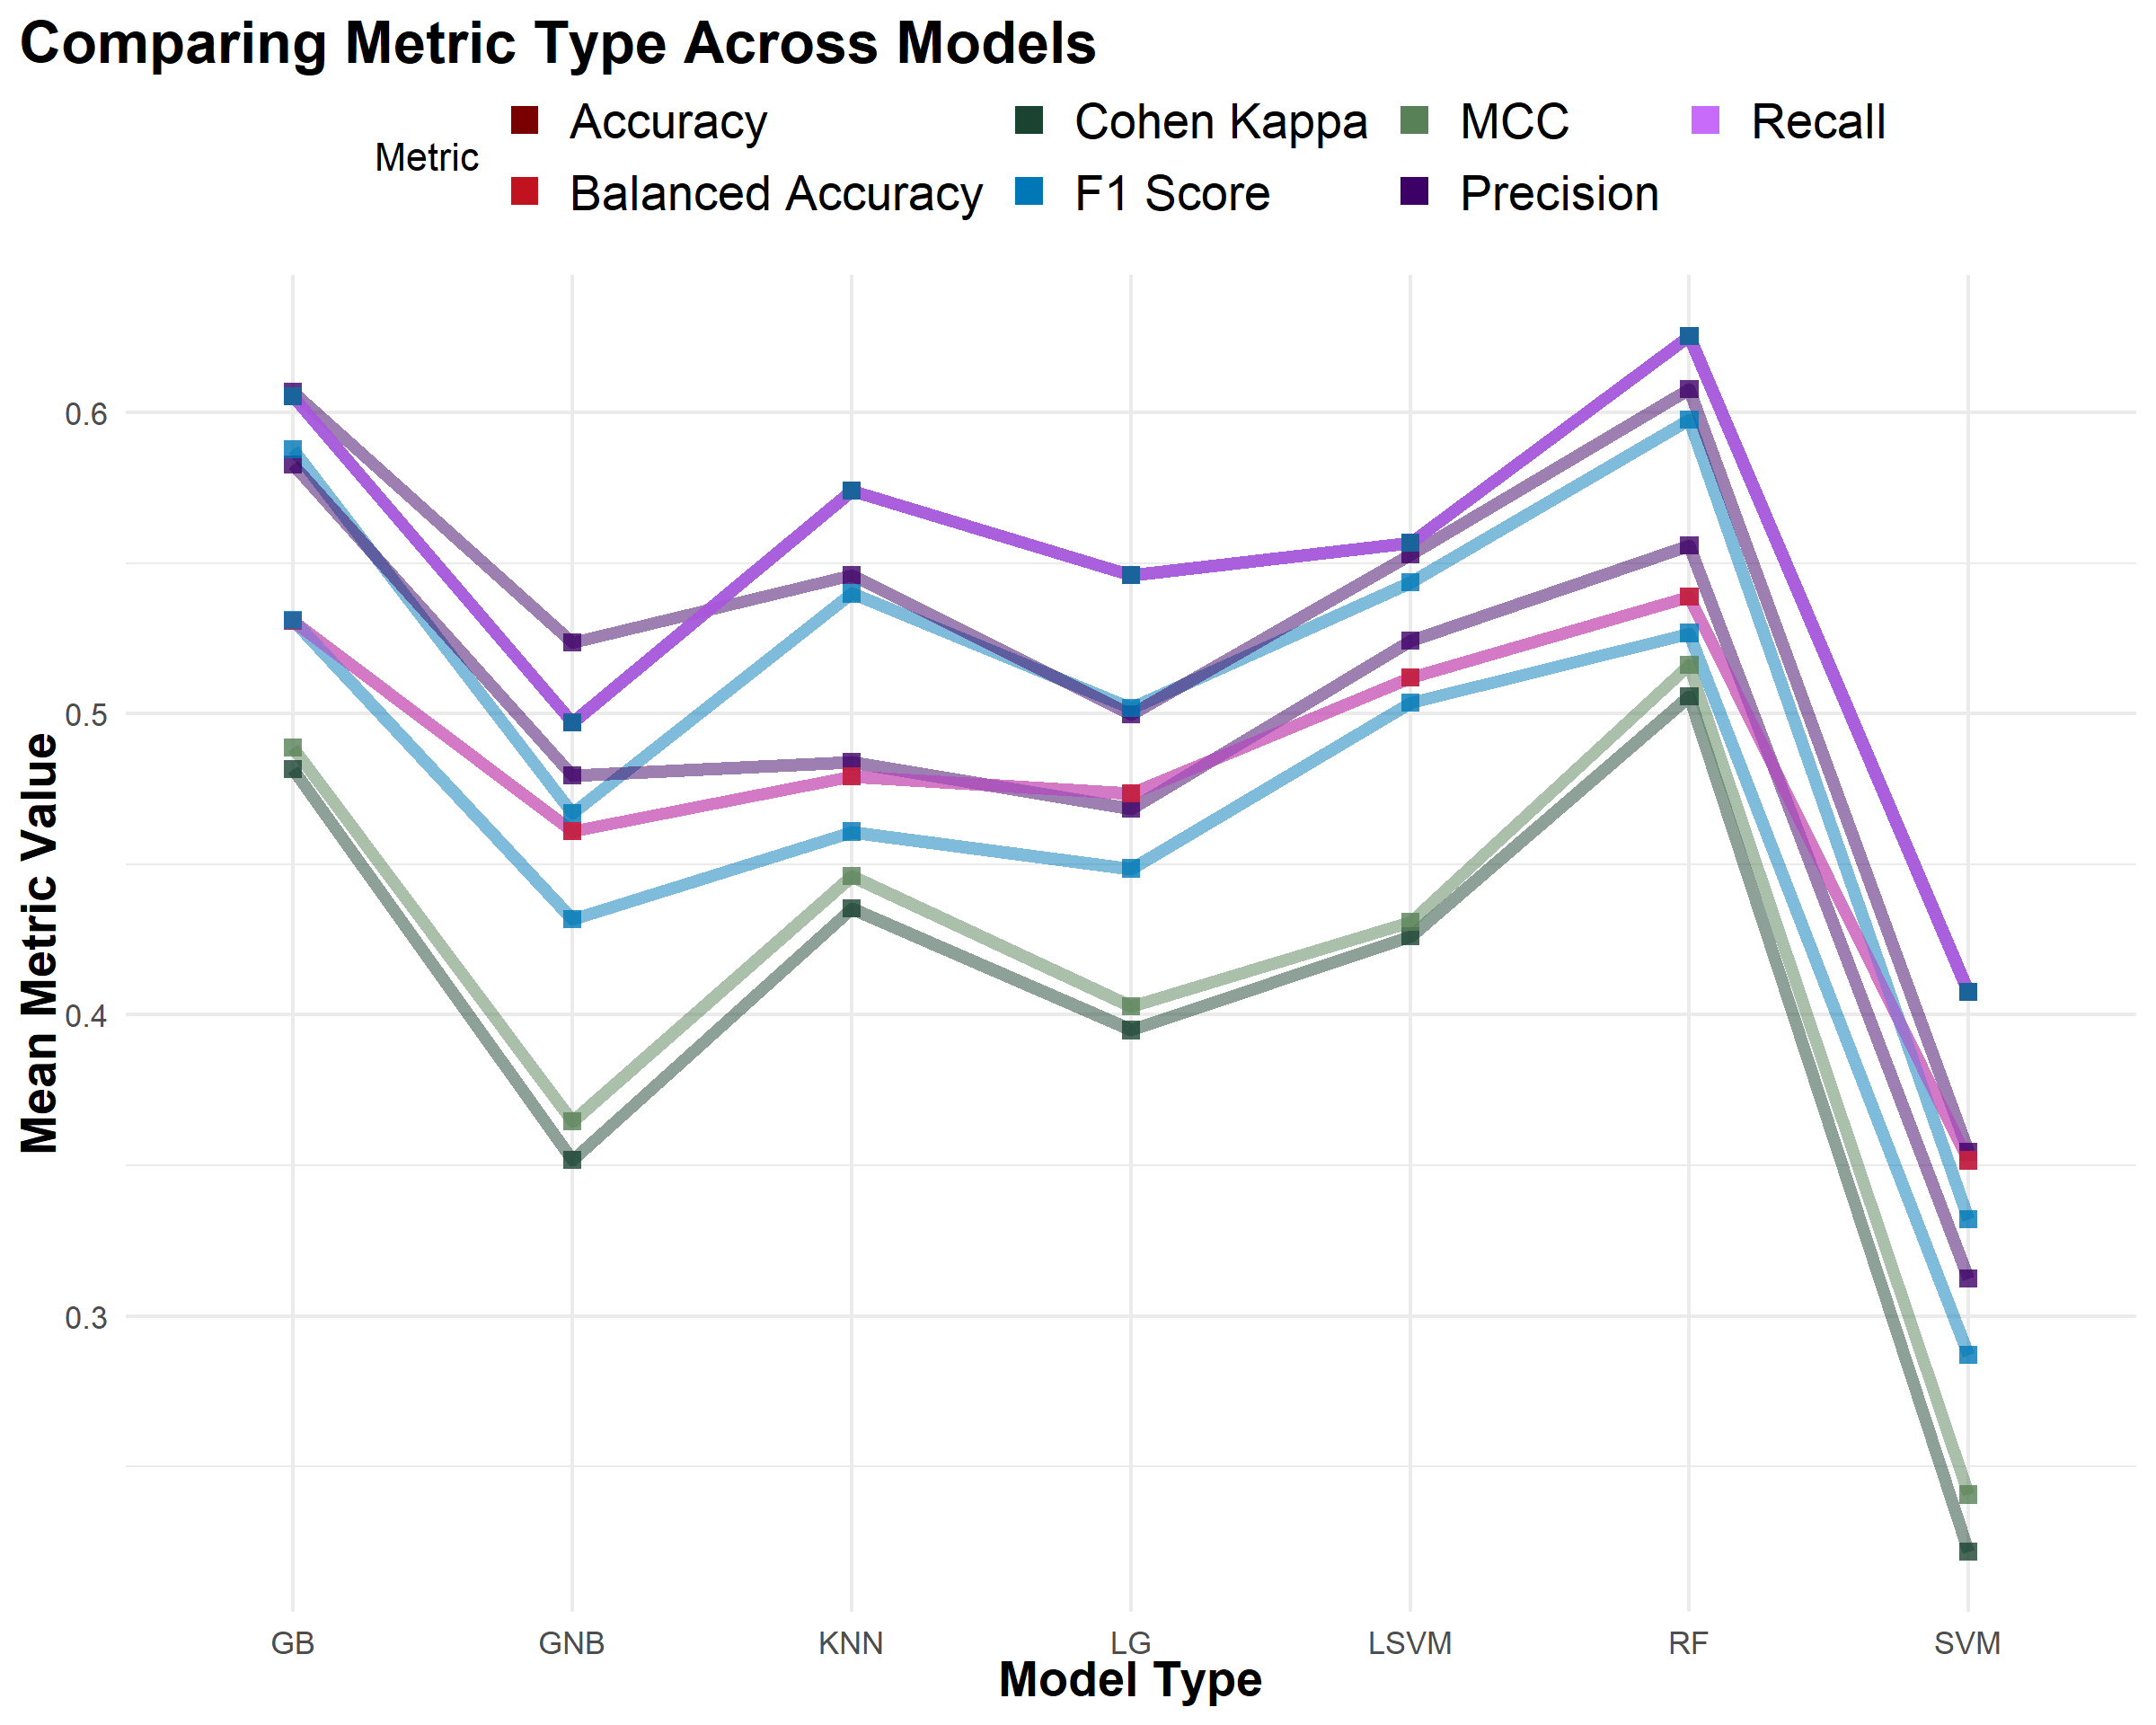 Comparing Metric Type Across Models
Metric
Accuracy
Cohen Kappa
MCC
Recall
Balanced Accuracy
F1 Score
Precision
Mean Metric Value
0.6
0.5
0.4
0.3
GB
GNB
KNN
LG
LSVM
RF
SVM
Model Type